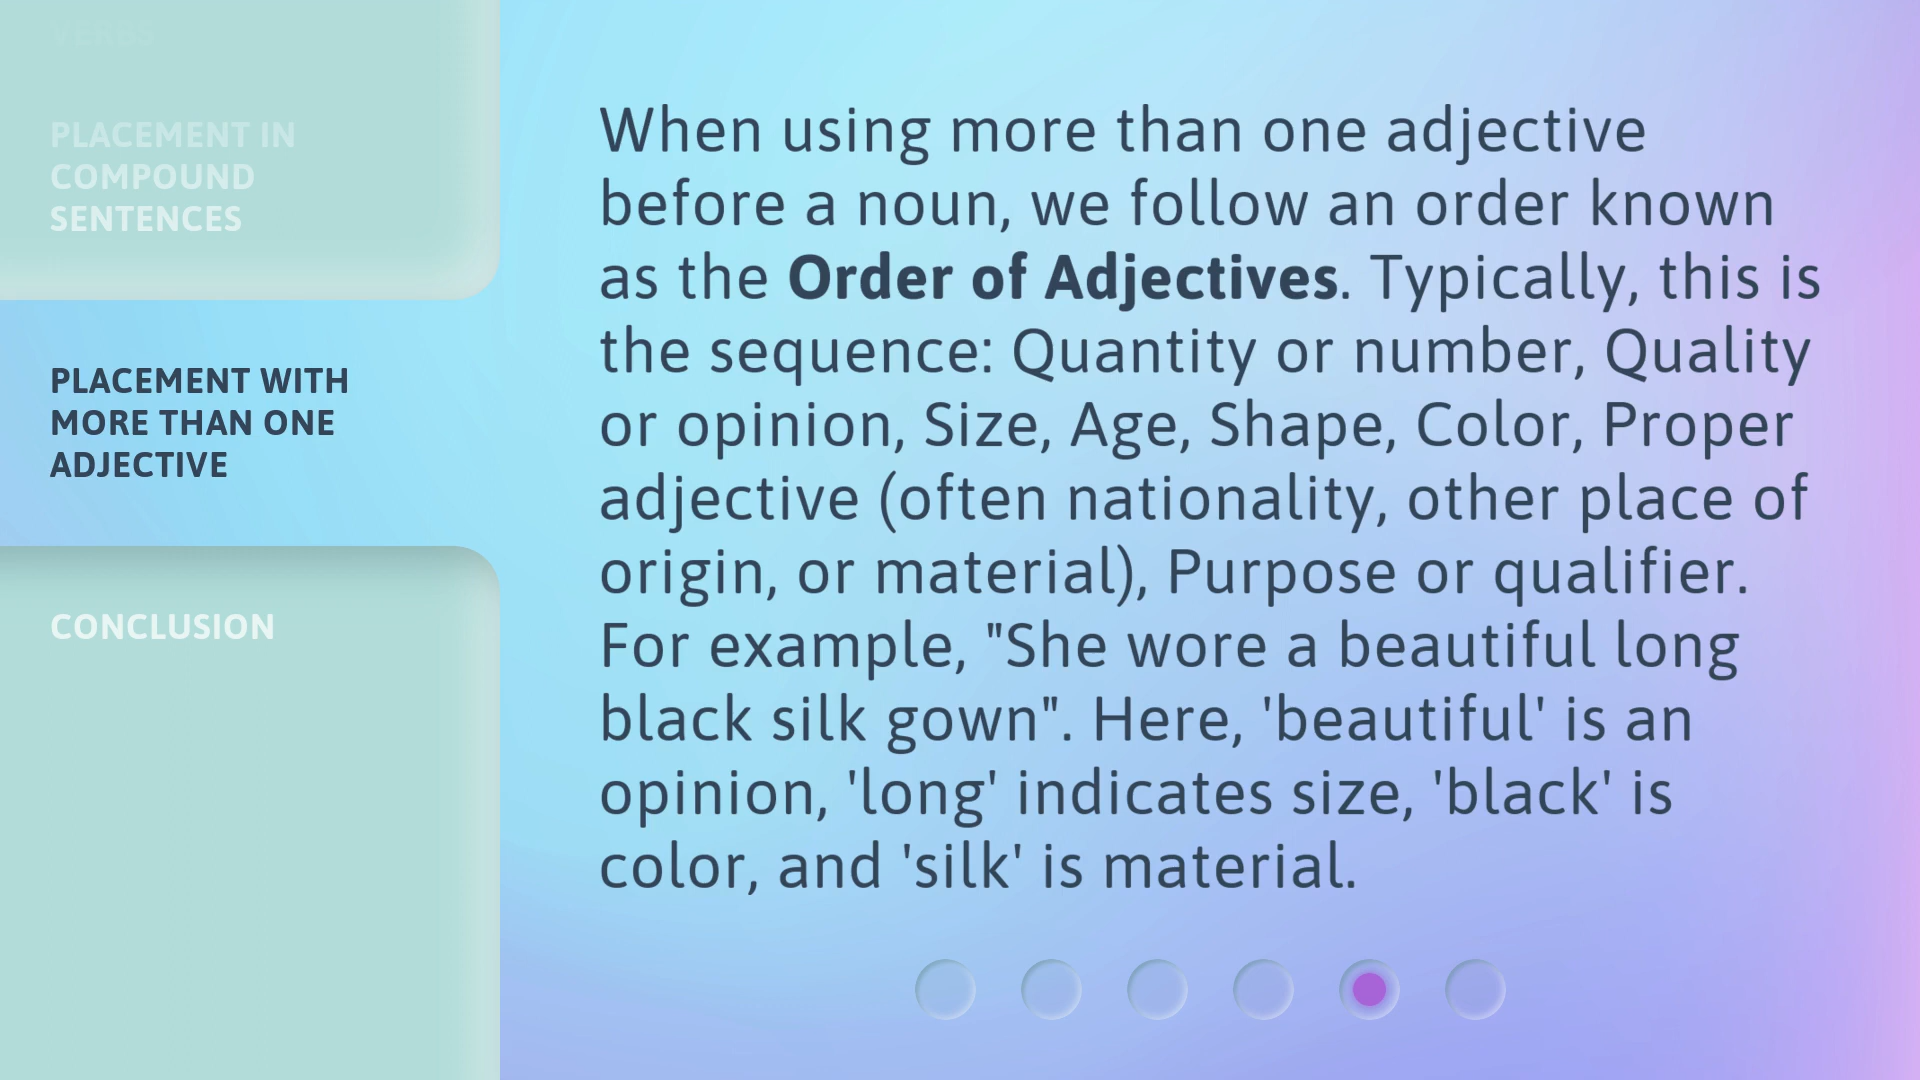 VERBS
PLACEMENT IN
COMPOUND
SENTENCES
PLACEMENT WITH
MORE THAN ONE
ADJECTIVE
CONCLUSION
When using more than one adjective
before a noun, we follow an order known
as the Order of Adjectives. Typically, this is
the sequence: Quantity or number, Quality
or opinion, Size, Age, Shape, Color, Proper
adjective (often nationality, other place of
origin, or material), Purpose or qualifier.
For example, "She wore a beautiful long
black silk gown". Here, 'beautiful' is an
opinion, 'long' indicates size, 'black' is
color, and 'silk' is material.